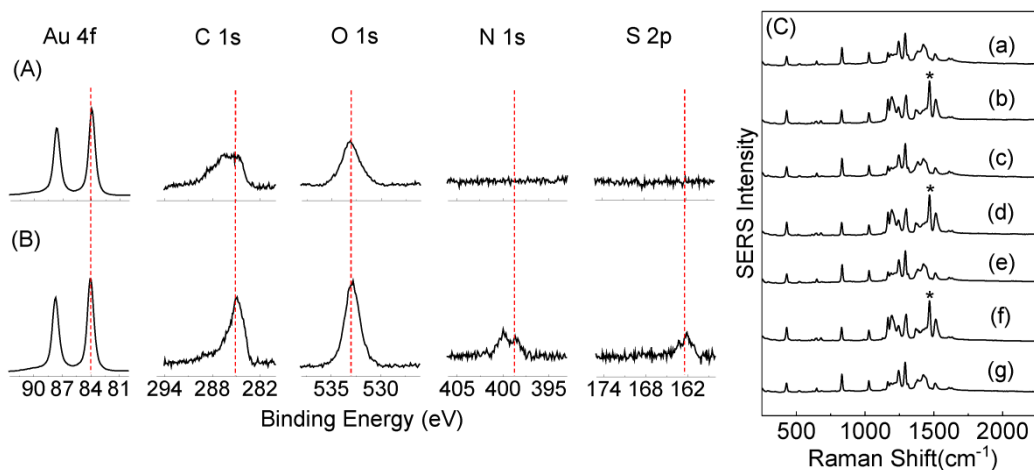 Au 4f C 1s O 1s N 1s S 2p
(A)
(B)
90 87 84 81 294 288 282 535 530 405 400 395 174 168 162
Binding Energy (eV)
(C)
(a)
*
(b)
(c)
*
(d)
(e)
*
(f)
(g)
SERS Intensity
500 1000 1500 2000
Raman Shift(cm⁻¹)